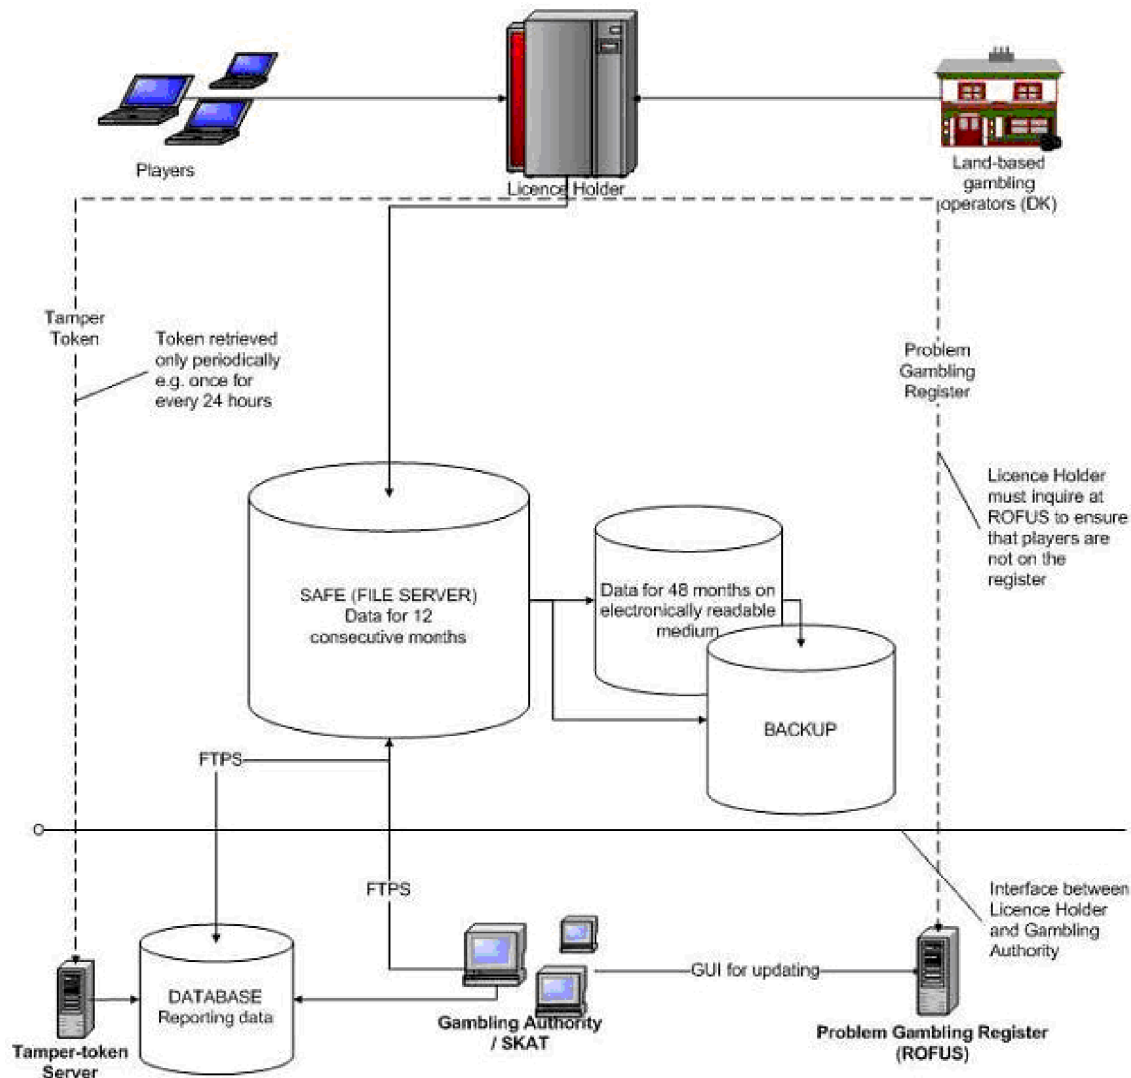 Players
Licence Holder
Land-based
gambling
operators (DK)
Tamper
Token
Token retrieved
only periodically
e.g. once for
every 24 hours
Problem
Gambling
Register
Licence Holder
must inquire at
ROFUS to ensure
that players are
not on the
register
SAFE (FILE SERVER)
Data for 12
consecutive months
Data for 48 months on
electronically readable
medium
BACKUP
FTPS
FTPS
Interface between
Licence Holder
and Gambling
Authority
DATABASE
Reporting data
GUI for updating
Gambling Authority
/ SKAT
Problem Gambling Register
(ROFUS)
Tamper-token
Server